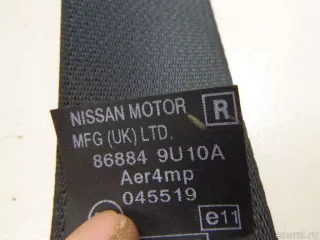 NISSAN MOTOR R
MFG (UK) LTD.
86884 9U10A
Aer4mp
045519
e11